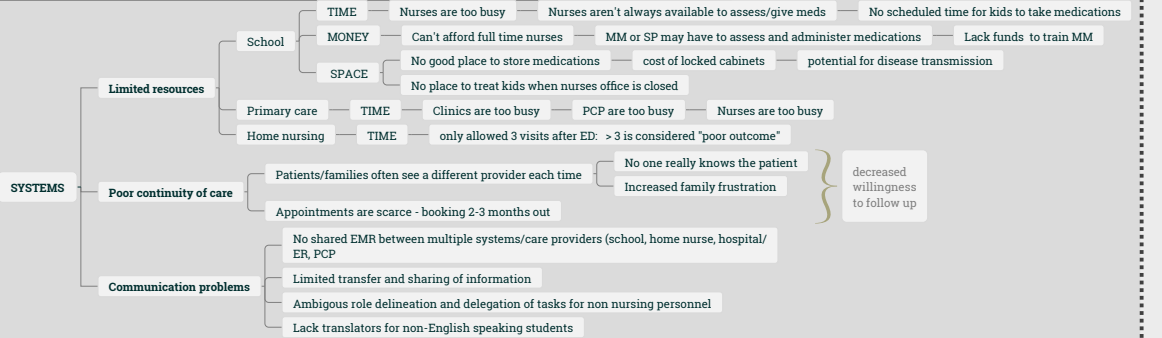 TIME
Nurses are too busy
Nurses aren't always available to assess/give meds
No scheduled time for kids to take medications
School
MONEY
Can't afford full time nurses
MM or SP may have to assess and administer medications
Lack funds to train MM
SPACE
No good place to store medications
cost of locked cabinets
potential for disease transmission
No place to treat kids when nurses office is closed
Limited resources
Primary care
TIME
Clinics are too busy
PCP are too busy
Nurses are too busy
Home nursing
TIME
only allowed 3 visits after ED: > 3 is considered "poor outcome"
SYSTEMS
Poor continuity of care
Patients/families often see a different provider each time
No one really knows the patient
Increased family frustration
Appointments are scarce - booking 2-3 months out
decreased
willingness
to follow up
Communication problems
No shared EMR between multiple systems/care providers (school, home nurse, hospital/
ER, PCP
Limited transfer and sharing of information
Ambigous role delineation and delegation of tasks for non nursing personnel
Lack translators for non-English speaking students